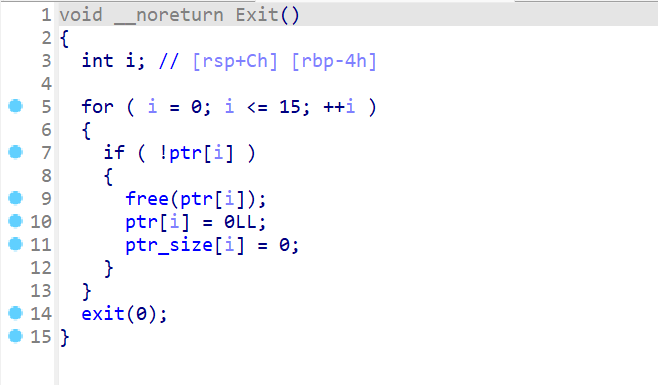 1 void __noreturn Exit()
2 {
3   int i; // [rsp+Ch] [rbp-4h]
4
5   for ( i = 0; i <= 15; ++i )
6   {
7     if ( !ptr[i] )
8     {
9       free(ptr[i]);
10       ptr[i] = 0LL;
11       ptr_size[i] = 0;
12     }
13   }
14   exit(0);
15 }